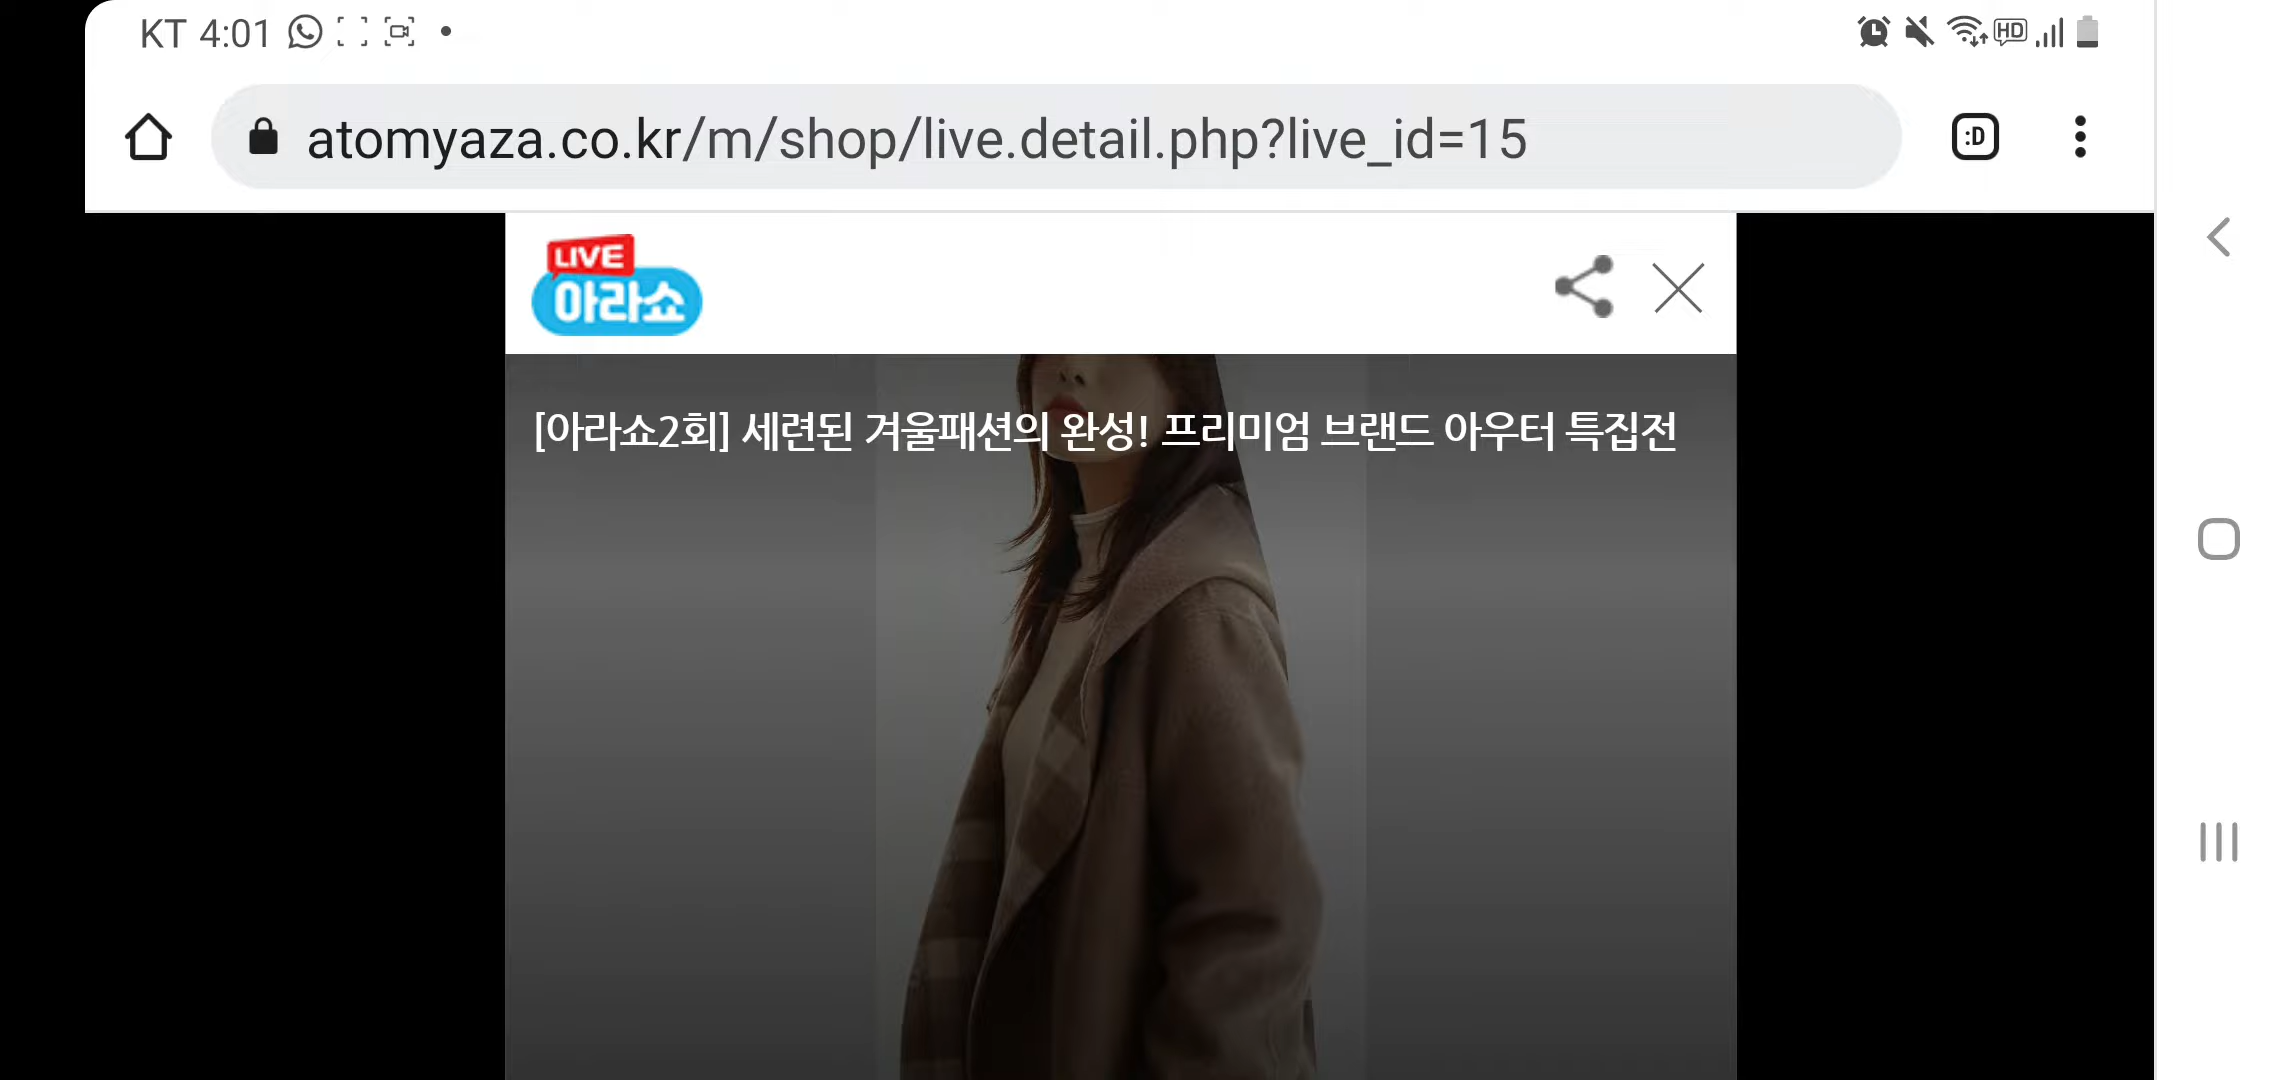 KT 4:01
HD
atomyaza.co.kr/m/shop/live.detail.php?live_id=15
:D
LIVE
아라쇼
[아라쇼2회] 세련된 겨울패션의 완성! 프리미엄 브랜드 아우터 특집전